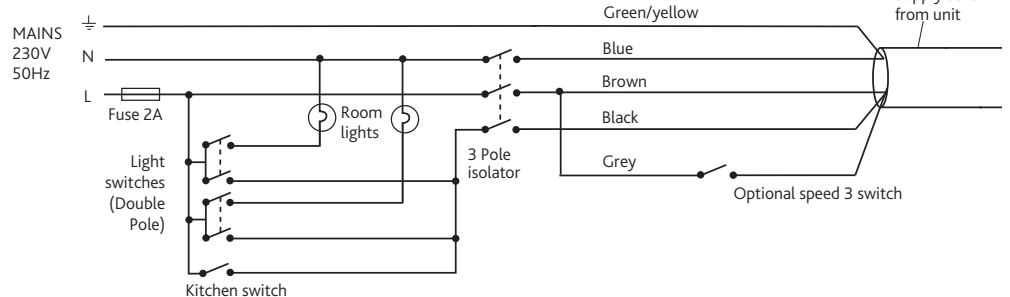 from unit
Green/yellow
MAINS
230V
50Hz
N
Blue
L
Brown
Fuse 2A
Room
lights
Black
3 Pole
isolator
Light
switches
(Double
Pole)
Grey
Optional speed 3 switch
Kitchen switch